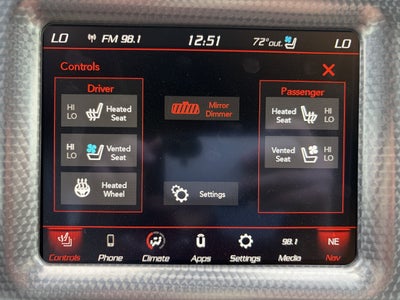 LO FM 98.1 12:51 72°out. LO
Controls
Driver
Passenger
HI
LO
Heated
Seat
Mirror
Dimmer
Heated
Seat
HI
LO
HI
LO
Vented
Seat
Vented
Seat
HI
LO
Heated
Wheel
Settings
98.1
NE
Controls Phone Climate Apps Settings Media Nav